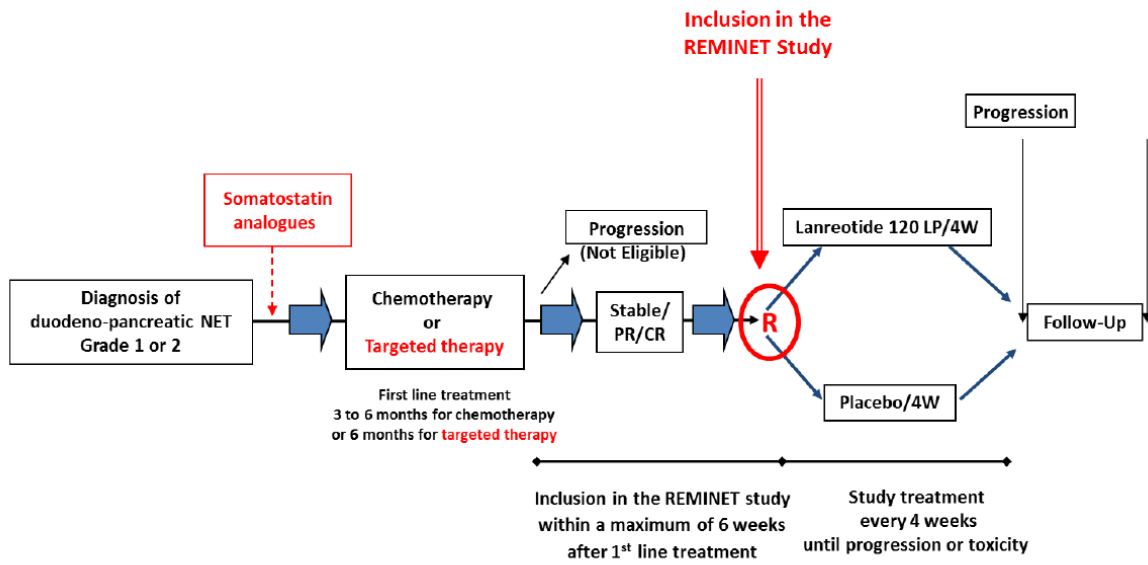 Inclusion in the
REMINET Study
Progression
Somatostatin
analogues
Progression
(Not Eligible)
Lanreotide 120 LP/4W
Diagnosis of
duodeno-pancreatic NET
Grade 1 or 2
Chemotherapy
or
Targeted therapy
Stable/
PR/CR
R
Follow-Up
Placebo/4W
First line treatment
3 to 6 months for chemotherapy
or 6 months for targeted therapy
Inclusion in the REMINET study
within a maximum of 6 weeks
after 1st line treatment
Study treatment
every 4 weeks
until progression or toxicity